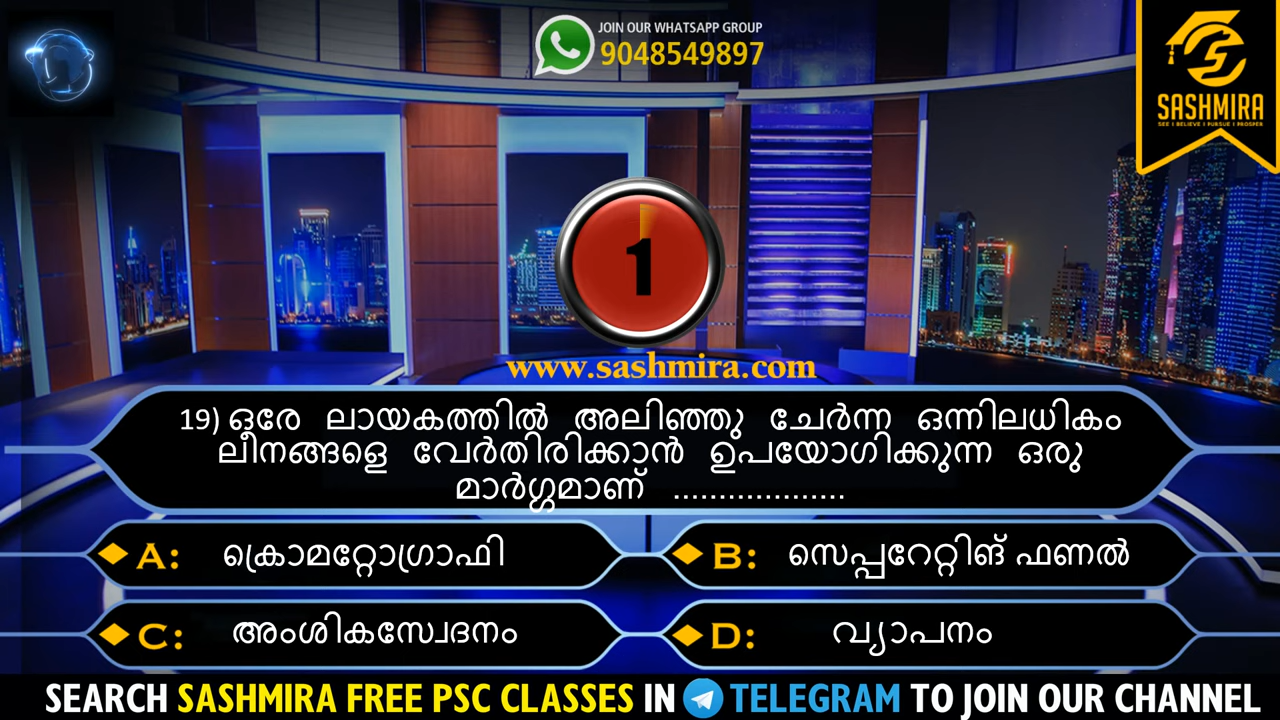 JOIN OUR WHATSAPP GROUP
9048549897
SASHMIRA
SEE | BELIEVE | PURSUE | PROSPER
1
www.sashmira.com
19) ഒരേ ലായകത്തിൽ അലിഞ്ഞു ചേർന്ന ഒന്നിലധികം
ലീനങ്ങളെ വേർതിരിക്കാൻ ഉപയോഗിക്കുന്ന ഒരു
മാർഗ്ഗമാണ് ...................
A: ക്രൊമറ്റോഗ്രാഫി
B: സെപ്പറേറ്റിങ് ഫണൽ
C: അംശികസ്വേദനം
D: വ്യാപനം
SEARCH SASHMIRA FREE PSC CLASSES IN TELEGRAM TO JOIN OUR CHANNEL